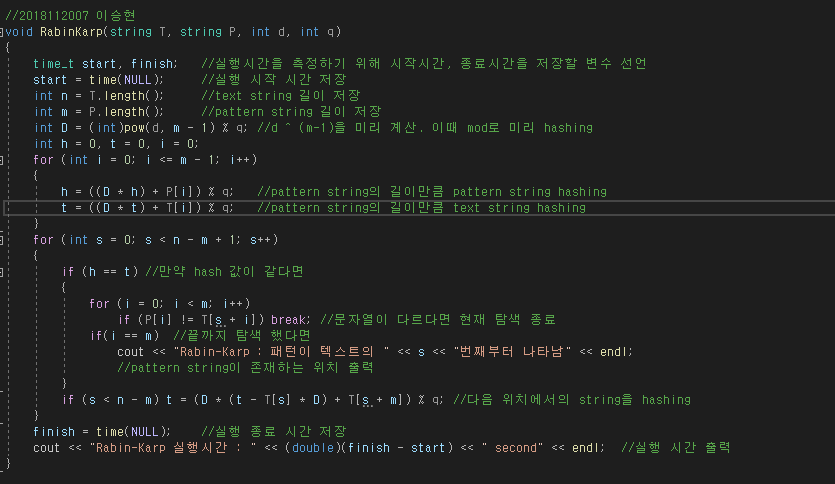 //2018112007 이승현
void RabinKarp(string T, string P, int d, int q)
{
time_t start, finish; //실행시간을 측정하기 위해 시작시간, 종료시간을 저장할 변수 선언
start = time(NULL); //실행 시작 시간 저장
int n = T.length(); //text string 길이 저장
int m = P.length(); //pattern string 길이 저장
int D = (int)pow(d, m - 1) % q; //d ^ (m-1)을 미리 계산. 이때 mod로 미리 hashing
int h = 0, t = 0, i = 0;
for (int i = 0; i <= m - 1; i++)
{
h = ((D * h) + P[i]) % q; //pattern string의 길이만큼 pattern string hashing
t = ((D * t) + T[i]) % q; //pattern string의 길이만큼 text string hashing
}
for (int s = 0; s < n - m + 1; s++)
{
if (h == t) //만약 hash 값이 같다면
{
for (i = 0; i < m; i++)
if (P[i] != T[s + i]) break; //문자열이 다르다면 현재 탐색 종료
if(i == m) //끝까지 탐색 했다면
cout << "Rabin-Karp : 패턴이 텍스트의 " << s << "번째부터 나타남" << endl;
//pattern string이 존재하는 위치 출력
}
if (s < n - m) t = (D * (t - T[s] * D) + T[s + m]) % q; //다음 위치에서의 string을 hashing
}
finish = time(NULL); //실행 종료 시간 저장
cout << "Rabin-Karp 실행시간 : " << (double)(finish - start) << " second" << endl; //실행 시간 출력
}